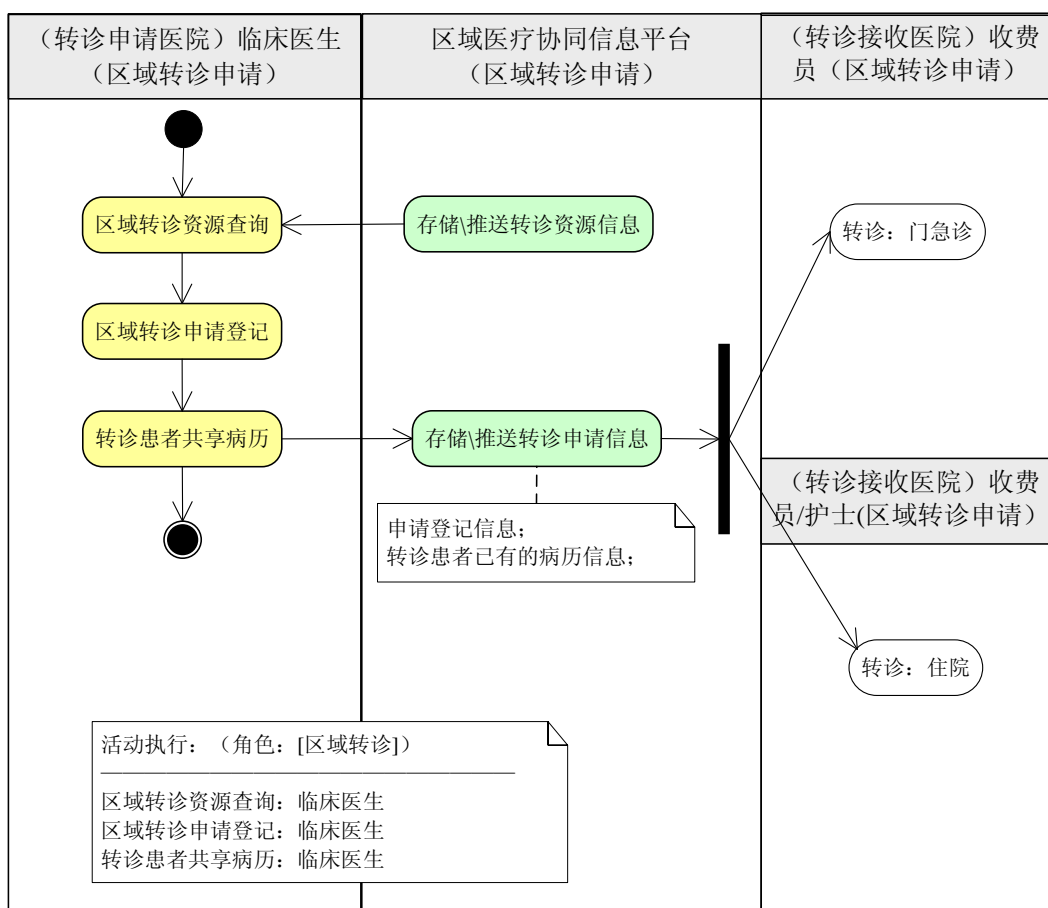 （转诊申请医院）临床医生
（区域转诊申请）
区域医疗协同信息平台
（区域转诊申请）
（转诊接收医院）收费
员（区域转诊申请）
区域转诊资源查询
存储\推送转诊资源信息
转诊：门急诊
区域转诊申请登记
转诊患者共享病历
存储\推送转诊申请信息
（转诊接收医院）收费
员/护士(区域转诊申请）
申请登记信息；
转诊患者已有的病历信息；
转诊：住院
活动执行：（角色：[区域转诊]）
区域转诊资源查询：临床医生
区域转诊申请登记：临床医生
转诊患者共享病历：临床医生